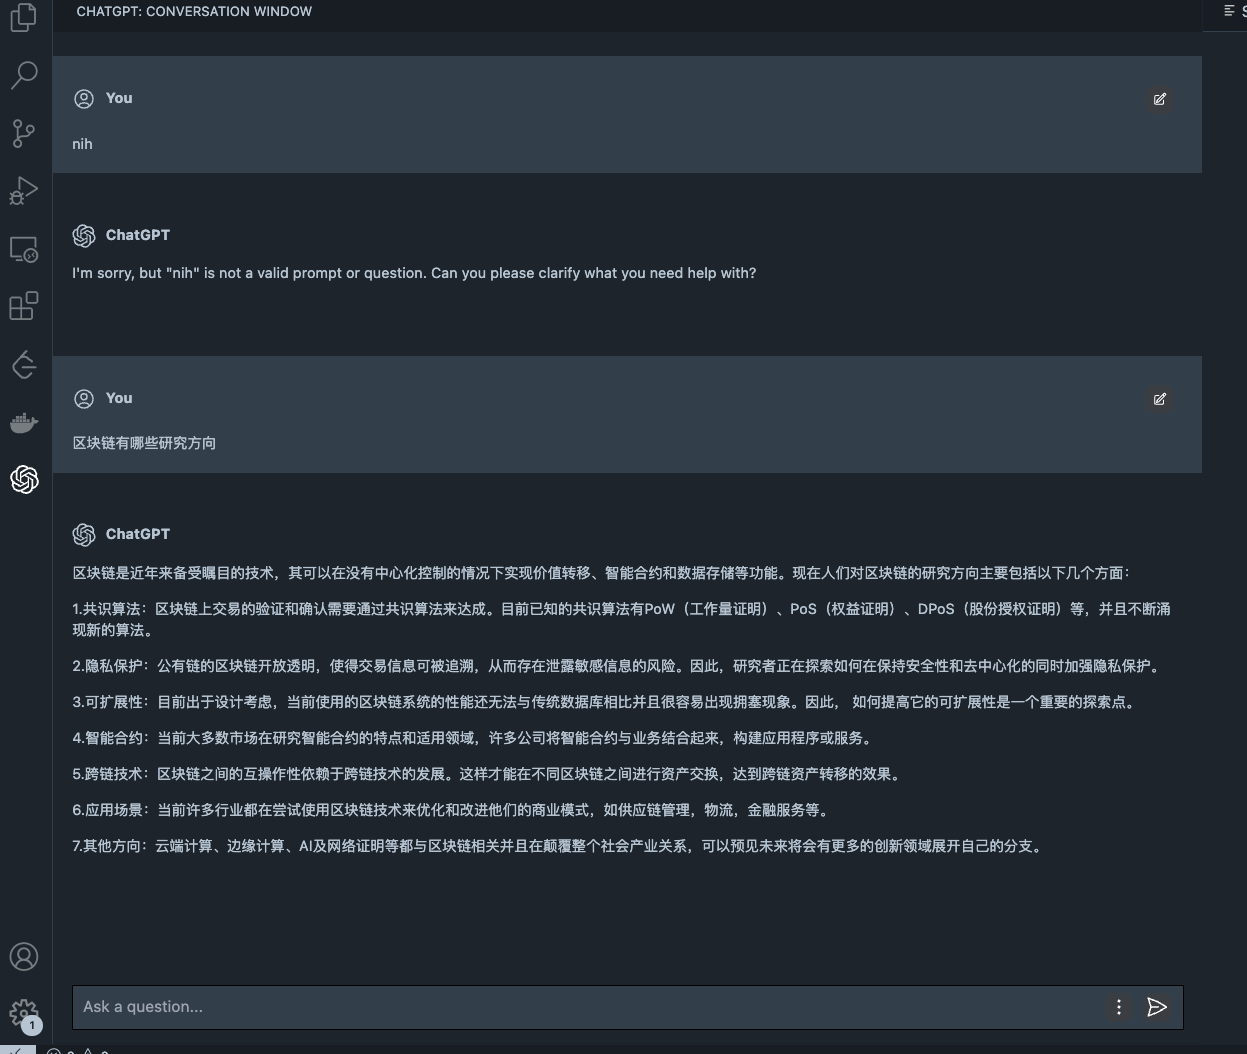 CHATGPT: CONVERSATION WINDOW
You
nih
ChatGPT
I'm sorry, but "nih" is not a valid prompt or question. Can you please clarify what you need help with?
You
区块链有哪些研究方向
ChatGPT
区块链是近年来备受瞩目的技术，其可以在没有中心化控制的情况下实现价值转移、智能合约和数据存储等功能。现在人们对区块链的研究方向主要包括以下几个方面：
1.共识算法：区块链上交易的验证和确认需要通过共识算法来达成。目前已知的共识算法有PoW（工作量证明）、PoS（权益证明）、DPoS（股份授权证明）等，并且不断涌
现新的算法。
2.隐私保护：公有链的区块链开放透明，使得交易信息可被追溯，从而存在泄露敏感信息的风险。因此，研究者正在探索如何在保持安全性和去中心化的同时加强隐私保护。
3.可扩展性：目前出于设计考虑，当前使用的区块链系统的性能还无法与传统数据库相比并且很容易出现拥塞现象。因此， 如何提高它的可扩展性是一个重要的探索点。
4.智能合约：当前大多数市场在研究智能合约的特点和适用领域，许多公司将智能合约与业务结合起来，构建应用程序或服务。
5.跨链技术：区块链之间的互操作性依赖于跨链技术的发展。这样才能在不同区块链之间进行资产交换，达到跨链资产转移的效果。
6.应用场景：当前许多行业都在尝试使用区块链技术来优化和改进他们的商业模式，如供应链管理，物流，金融服务等。
7.其他方向：云端计算、边缘计算、AI及网络证明等都与区块链相关并且在颠覆整个社会产业关系，可以预见未来将会有更多的创新领域展开自己的分支。
Ask a question...
1